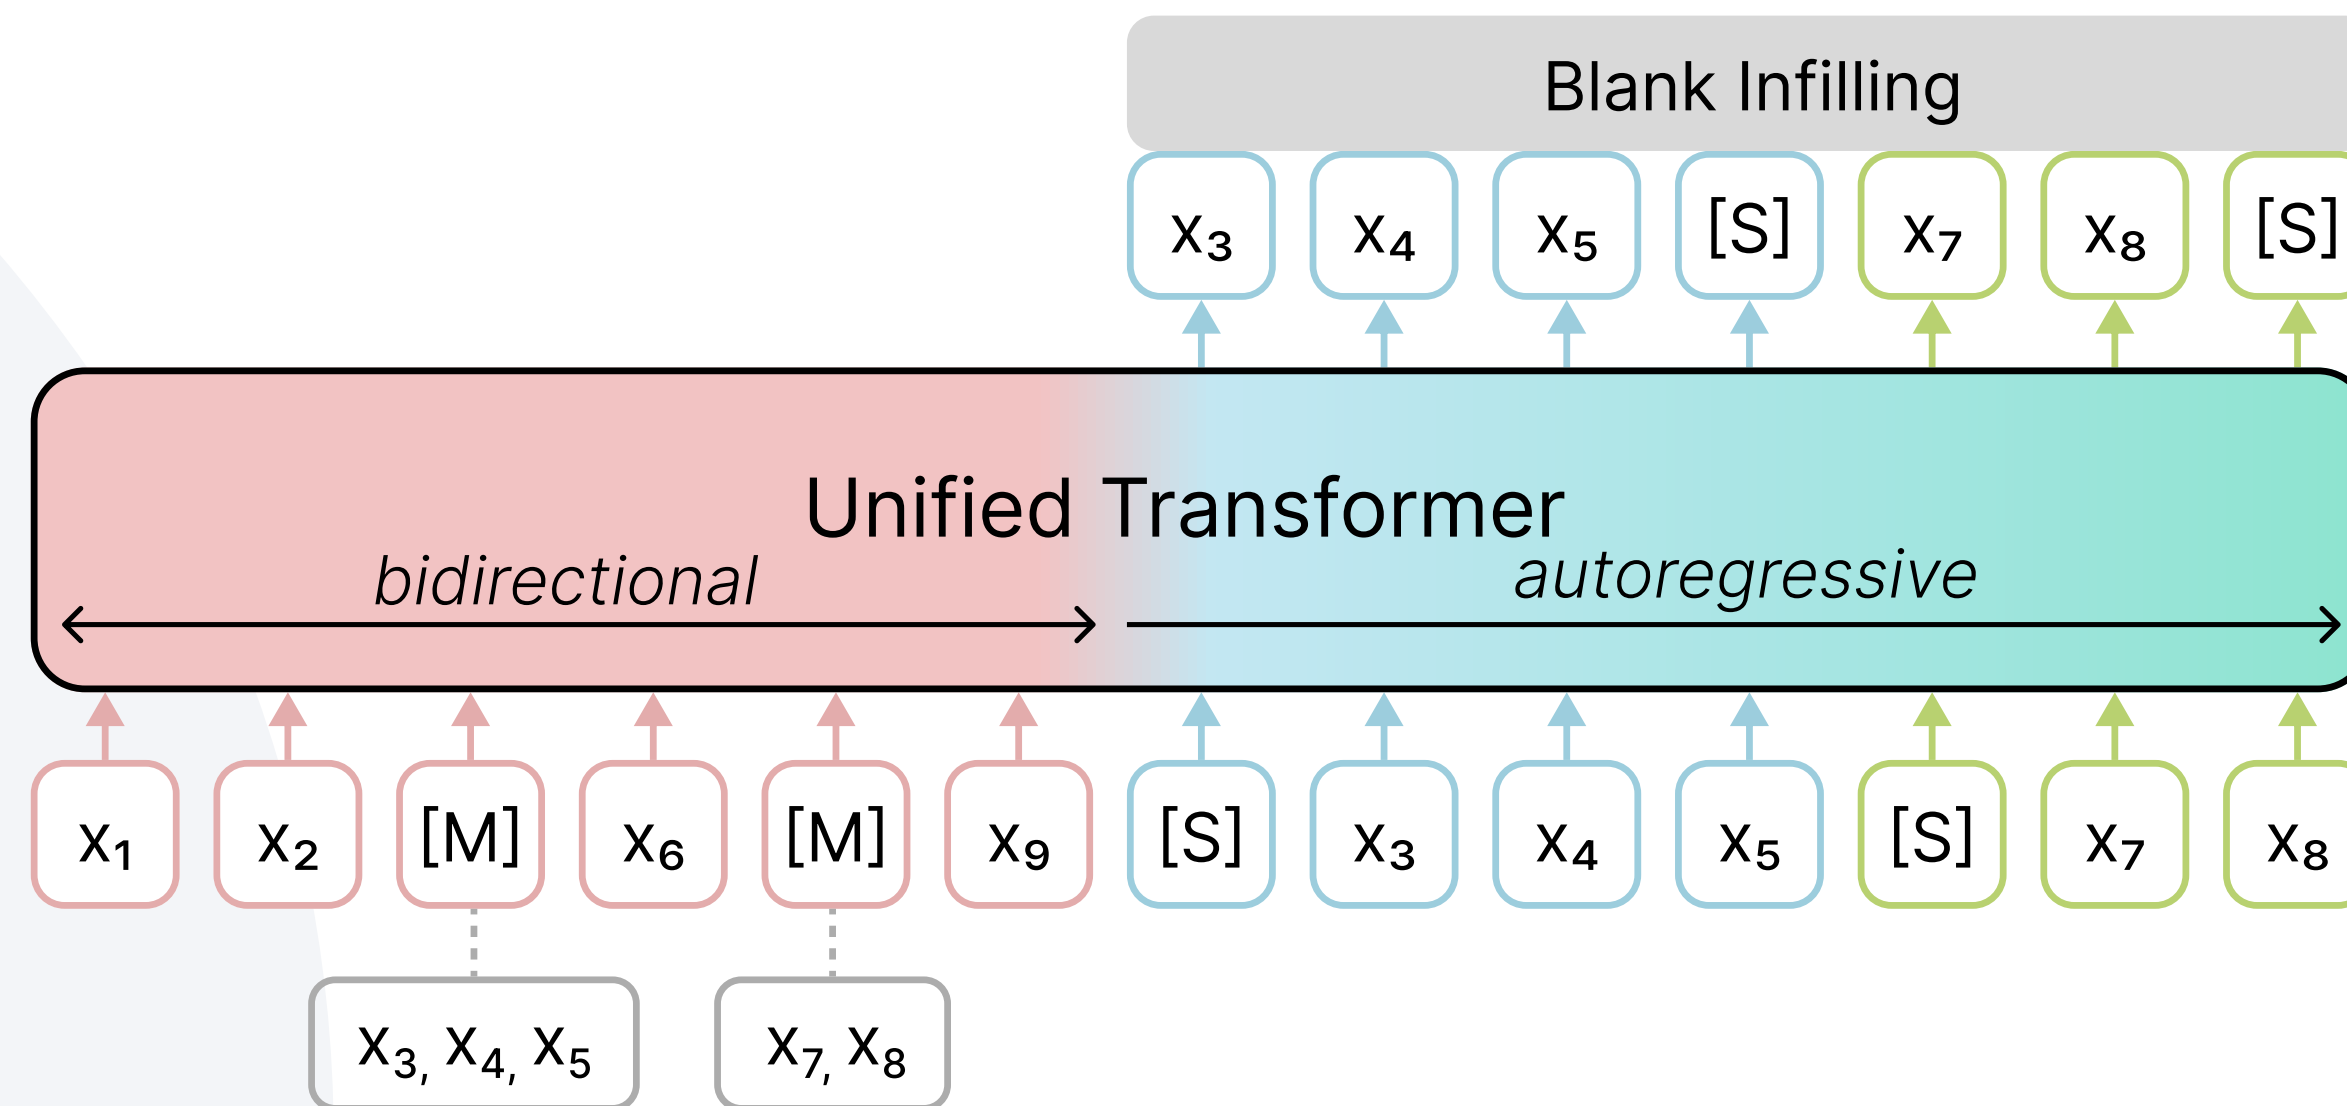 Blank Infilling
x₃ x₄ x₅ [S] x₇ x₈ [S]
Unified Transformer
bidirectional autoregressive
x₁ x₂ [M] x₆ [M] x₉ [S] x₃ x₄ x₅ [S] x₇ x₈
x₃, x₄, x₅ x₇, x₈